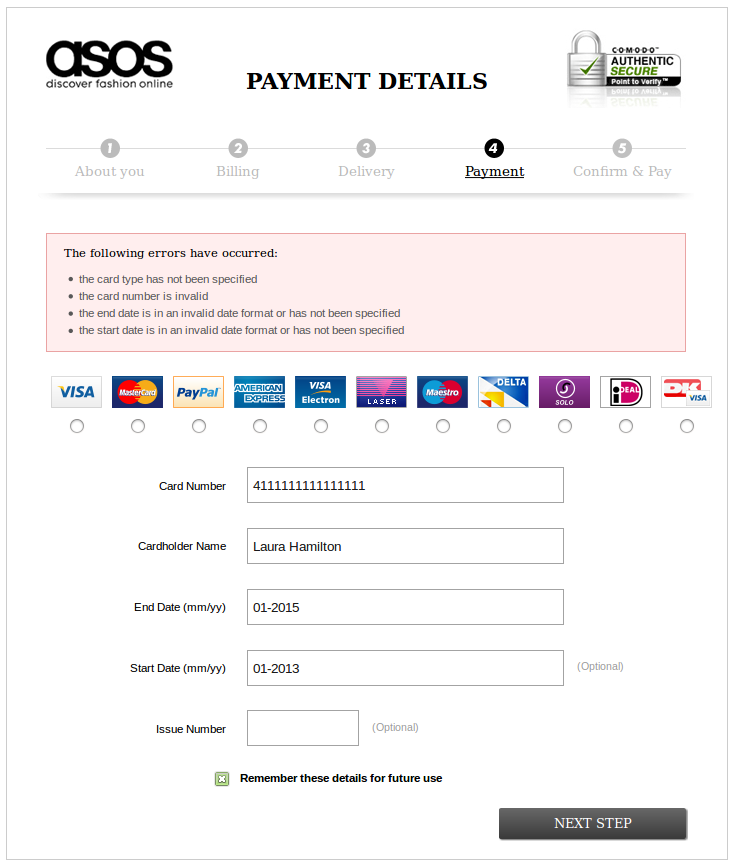 asos
discover fashion online
PAYMENT DETAILS
C·O·M·O·D·O™
AUTHENTIC
SECURE
Point to Verify™
1 2 3 4 5
About you Billing Delivery Payment Confirm & Pay
The following errors have occurred:
• the card type has not been specified
• the card number is invalid
• the end date is in an invalid date format or has not been specified
• the start date is in an invalid date format or has not been specified
VISA MasterCard PayPal AMERICAN EXPRESS VISA Electron LASER Maestro DELTA SOLO iDEAL DK VISA
Card Number 4111111111111111
Cardholder Name Laura Hamilton
End Date (mm/yy) 01-2015
Start Date (mm/yy) 01-2013 (Optional)
Issue Number (Optional)
Remember these details for future use
NEXT STEP